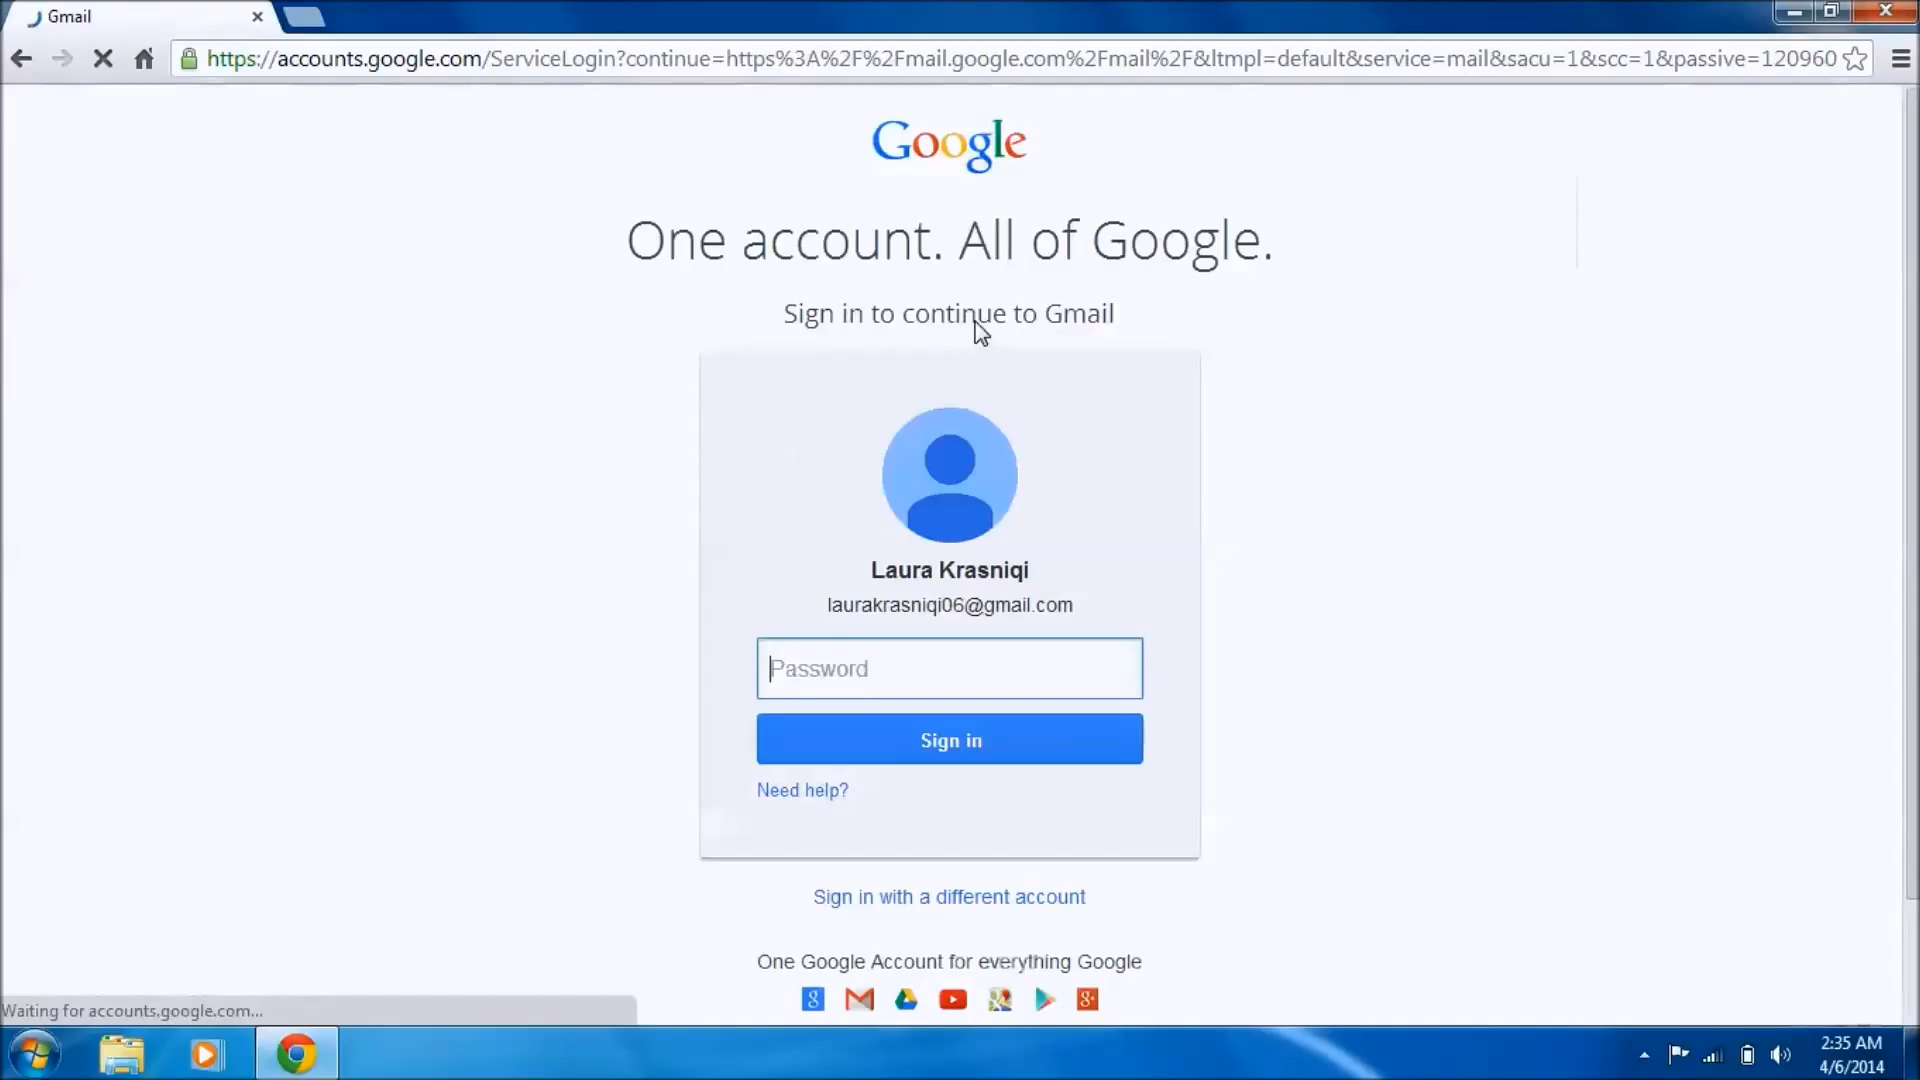 Gmail
https://accounts.google.com/ServiceLogin?continue=https%3A%2F%2Fmail.google.com%2Fmail%2F&ltmpl=default&service=mail&sacu=1&scc=1&passive=120960
Google
One account. All of Google.
Sign in to continue to Gmail
Laura Krasniqi
laurakrasniqi06@gmail.com
Password
Sign in
Need help?
Sign in with a different account
One Google Account for everything Google
Waiting for accounts.google.com...
2:35 AM
4/6/2014